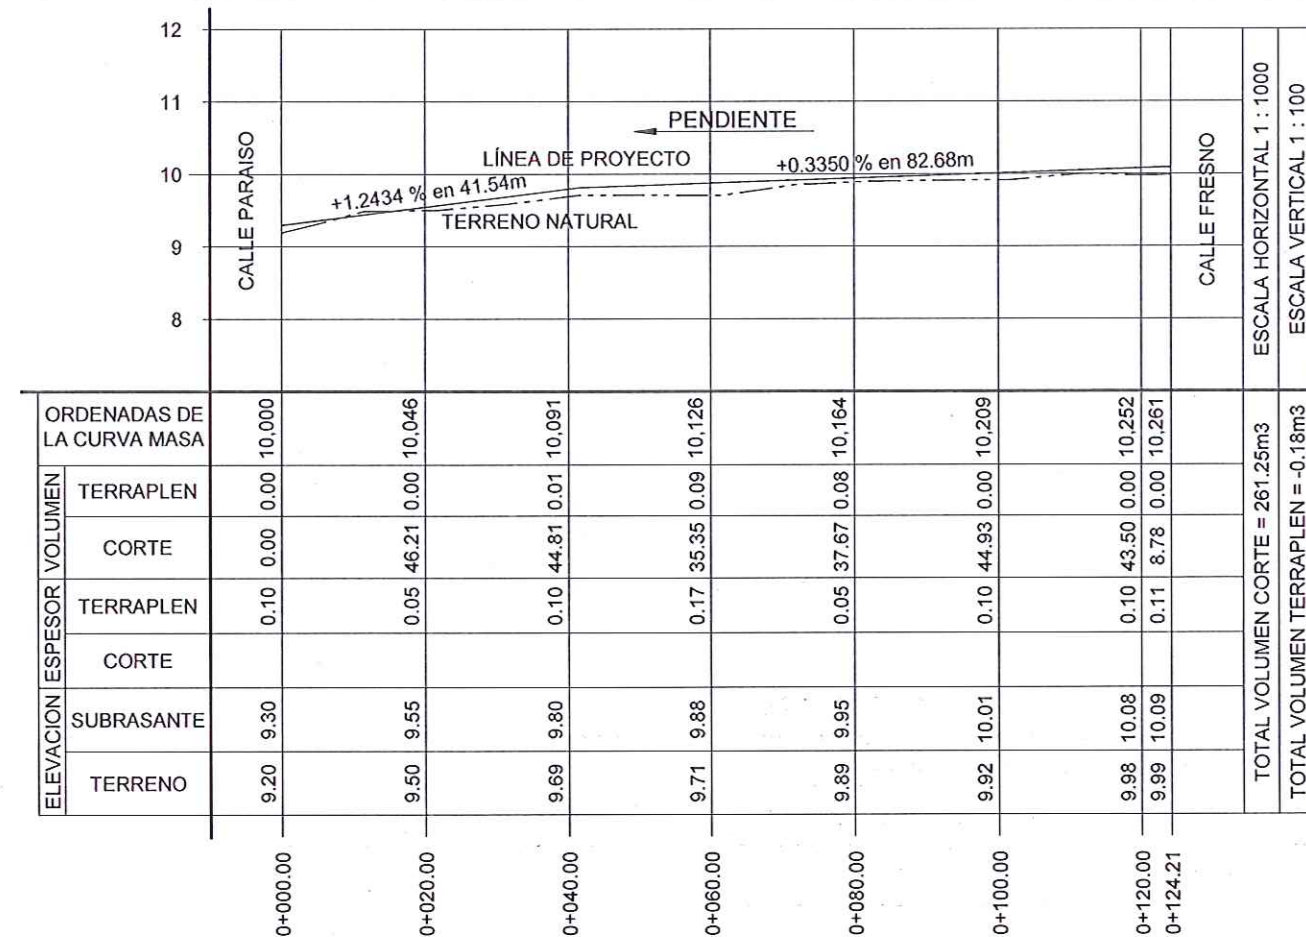 12
11
10
9
8
CALLE PARAISO
PENDIENTE
LÍNEA DE PROYECTO
+1.2434 % en 41.54m
+0.3350 % en 82.68m
TERRENO NATURAL
CALLE FRESNO
ESCALA HORIZONTAL 1 : 1000
ESCALA VERTICAL 1 : 100
ORDENADAS DE
LA CURVA MASA
10,000 10,046 10,091 10,126 10,164 10,209 10,252 10,261
VOLUMEN
TERRAPLEN 0.00 0.00 0.01 0.09 0.08 0.00 0.00 0.00
CORTE 0.00 46.21 44.81 35.35 37.67 44.93 43.50 8.78
ESPESOR
TERRAPLEN 0.10 0.05 0.10 0.17 0.05 0.10 0.10 0.11
CORTE
ELEVACION
SUBRASANTE 9.30 9.55 9.80 9.88 9.95 10.01 10.08 10.09
TERRENO 9.20 9.50 9.69 9.71 9.89 9.92 9.98 9.99
TOTAL VOLUMEN CORTE = 261.25m3
TOTAL VOLUMEN TERRAPLEN = -0.18m3
0+000.00 0+020.00 0+040.00 0+060.00 0+080.00 0+100.00 0+120.00 0+124.21